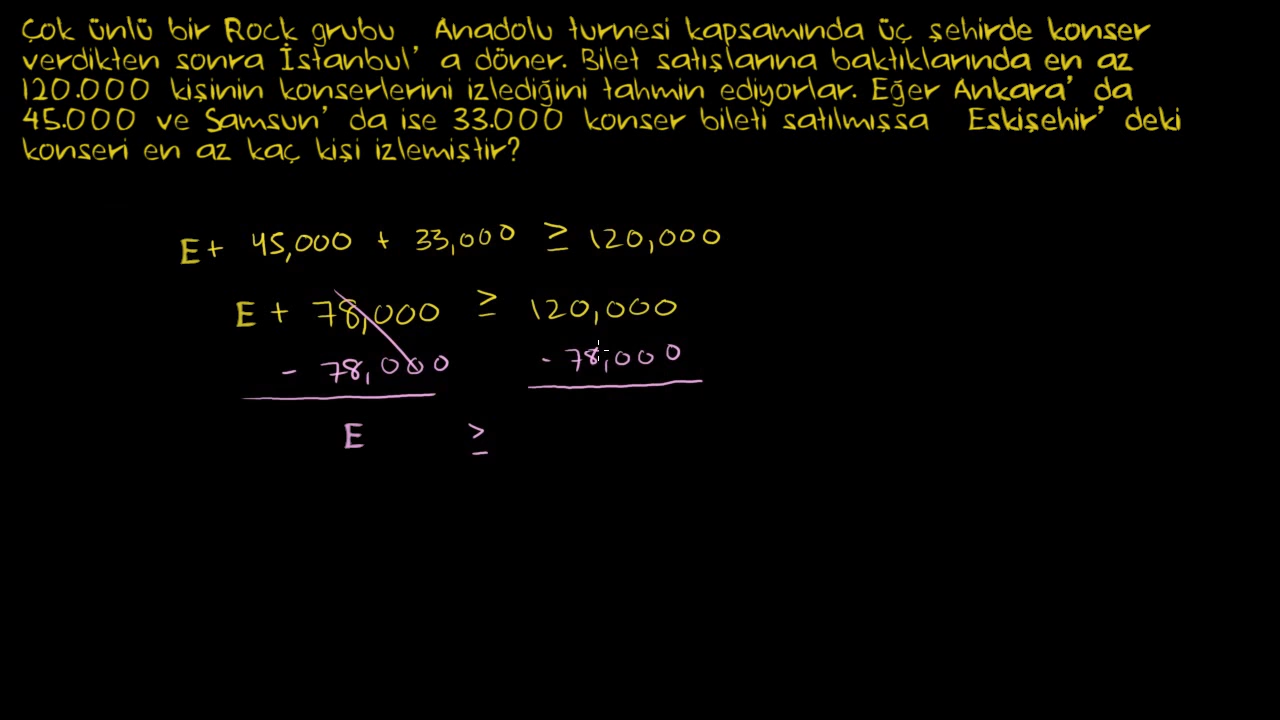 Çok ünlü bir Rock grubu ' Anadolu turnesi kapsamında üç şehirde konser
verdikten sonra İstanbul' a döner. Bilet satışlarına baktıklarında en az
120.000 kişinin konserlerini izlediğini tahmin ediyorlar. Eğer Ankara' da
45.000 ve Samsun' da ise 33.000 konser bileti satılmışsa Eskişehir' deki
konseri en az kaç kişi izlemiştir?
E + 45,000 + 33,000 ≥ 120,000
E + 78,000 ≥ 120,000
- 78,000 - 78,000
E ≥